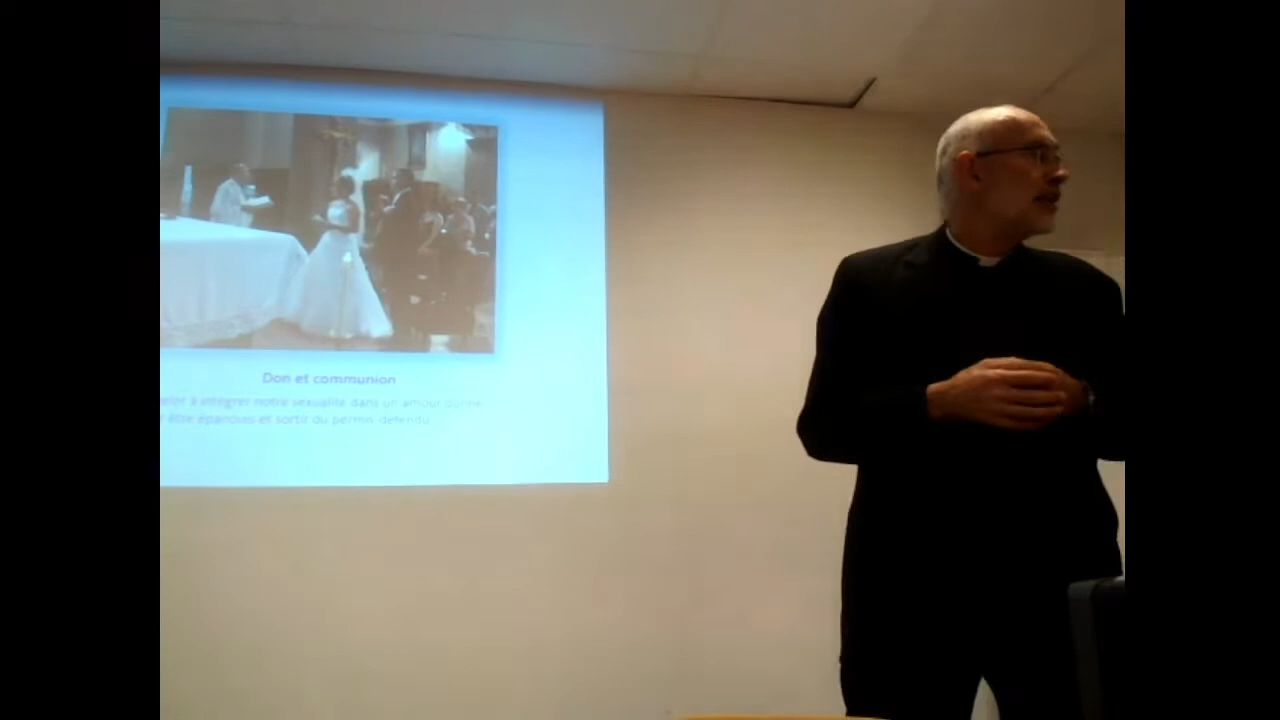 Don et communion
à intégrer notre sexualité dans un amour donné
être épanouis et sortir du permis défendu